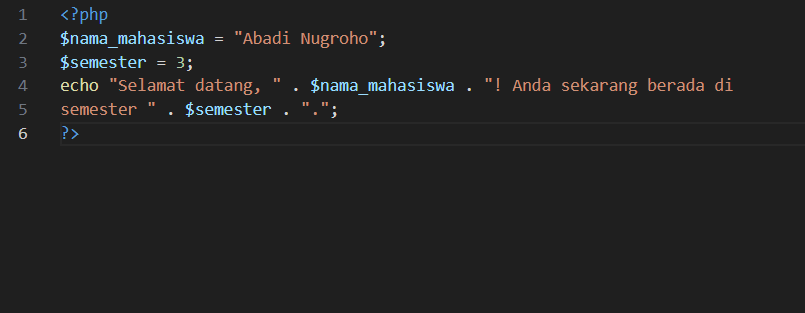 1 <?php
2 $nama_mahasiswa = "Abadi Nugroho";
3 $semester = 3;
4 echo "Selamat datang, " . $nama_mahasiswa . "! Anda sekarang berada di
5 semester " . $semester . ".";
6 ?>